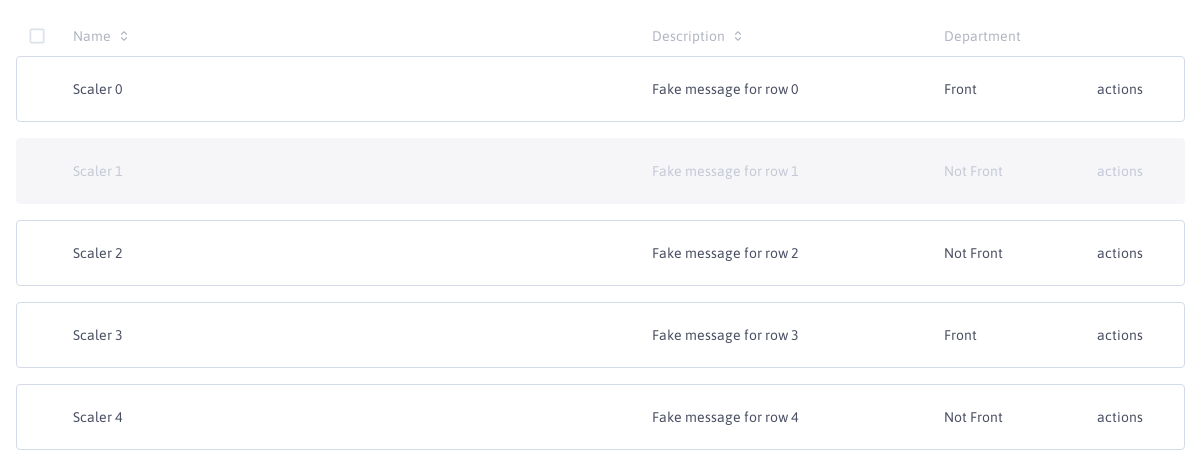 Name Description Department
Scaler 0 Fake message for row 0 Front actions
Scaler 1 Fake message for row 1 Not Front actions
Scaler 2 Fake message for row 2 Not Front actions
Scaler 3 Fake message for row 3 Front actions
Scaler 4 Fake message for row 4 Not Front actions